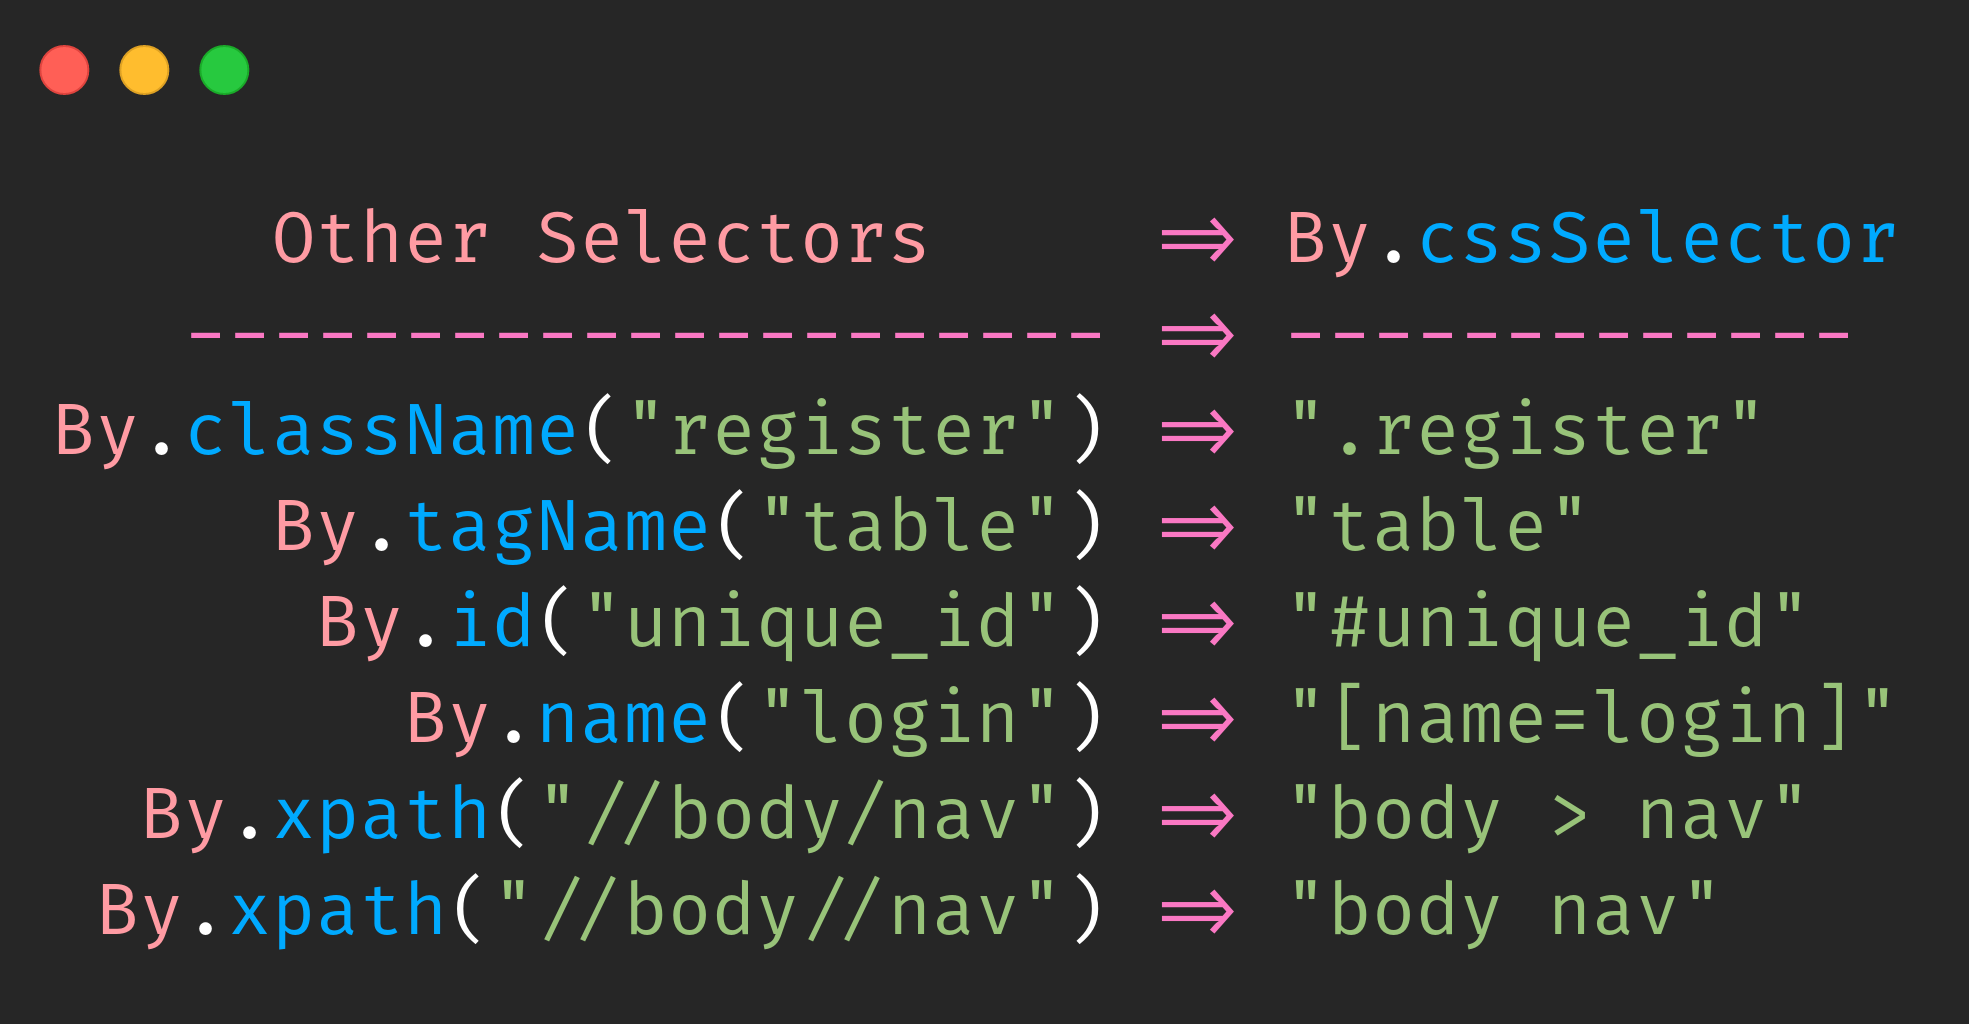 Other Selectors => By.cssSelector
--------------------- => -------------
By.className("register") => ".register"
By.tagName("table") => "table"
By.id("unique_id") => "#unique_id"
By.name("login") => "[name=login]"
By.xpath("//body/nav") => "body > nav"
By.xpath("//body//nav") => "body nav"